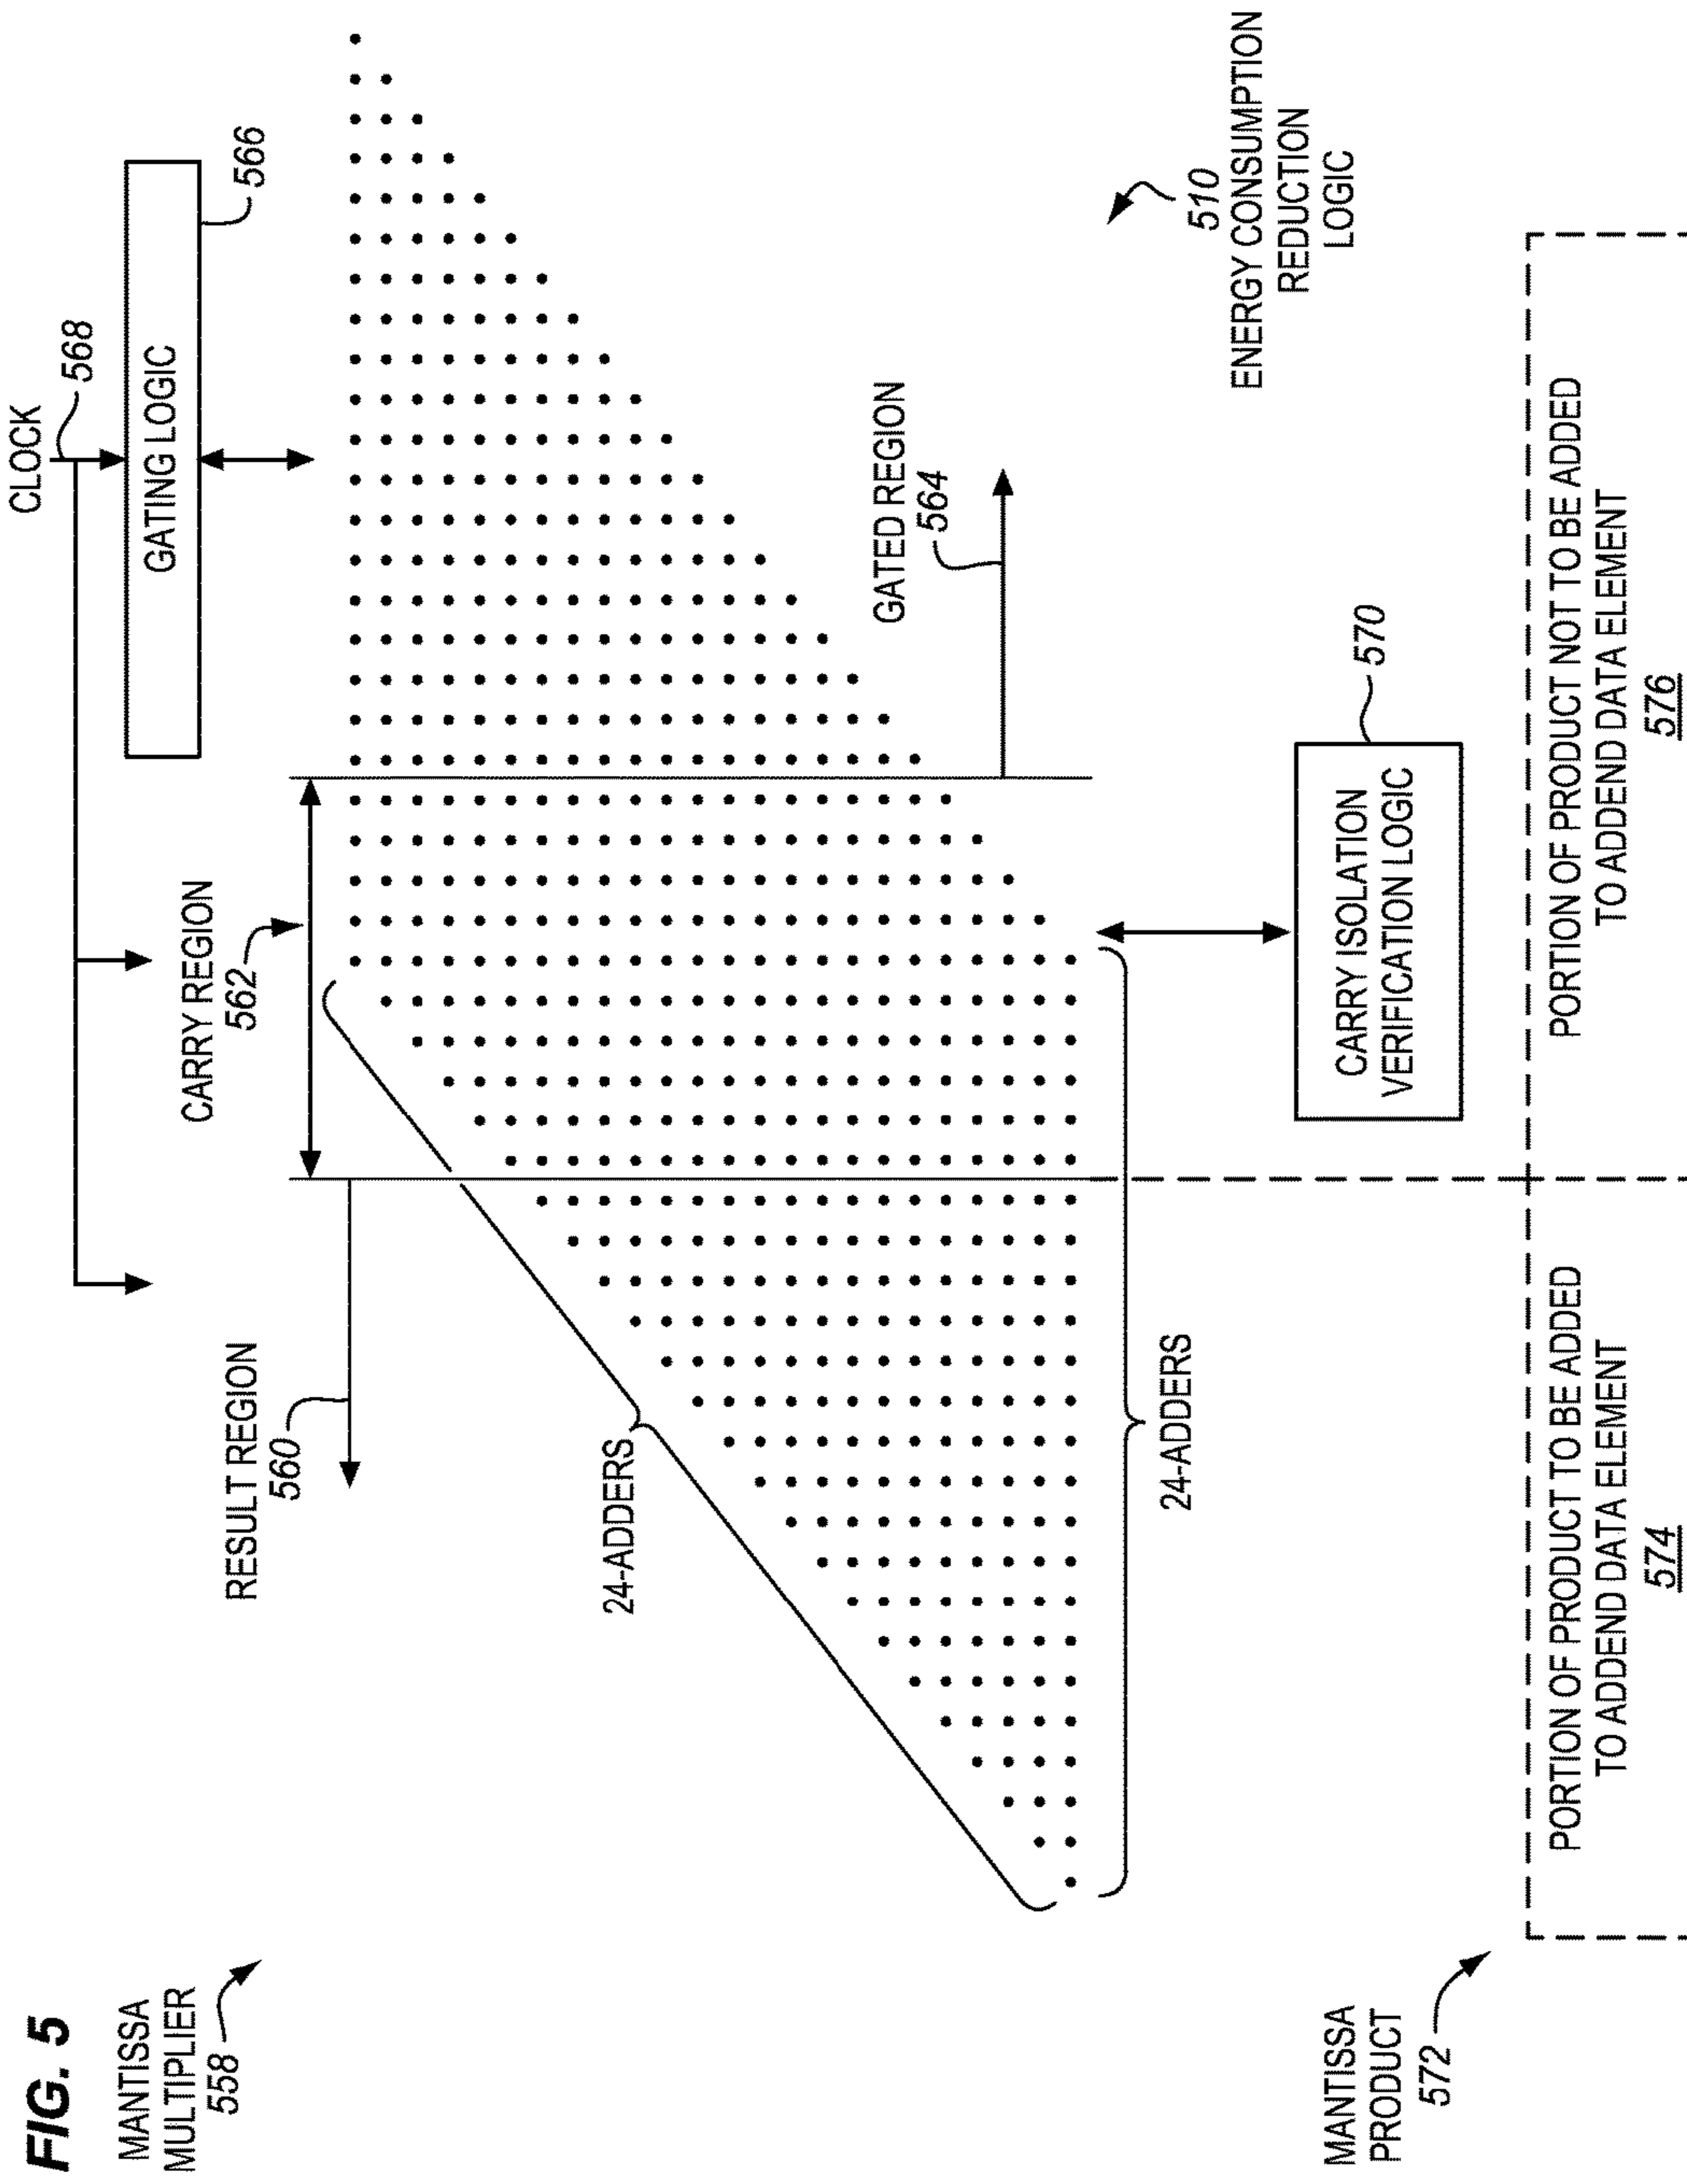 FIG. 5
MANTISSA
MULTIPLIER
558
CLOCK
568
GATING LOGIC
566
CARRY REGION
562
RESULT REGION
560
24-ADDERS
GATED REGION
564
24-ADDERS
510
ENERGY CONSUMPTION
REDUCTION
LOGIC
CARRY ISOLATION
VERIFICATION LOGIC
570
MANTISSA
PRODUCT
572
PORTION OF PRODUCT TO BE ADDED
TO ADDEND DATA ELEMENT
574
PORTION OF PRODUCT NOT TO BE ADDED
TO ADDEND DATA ELEMENT
576